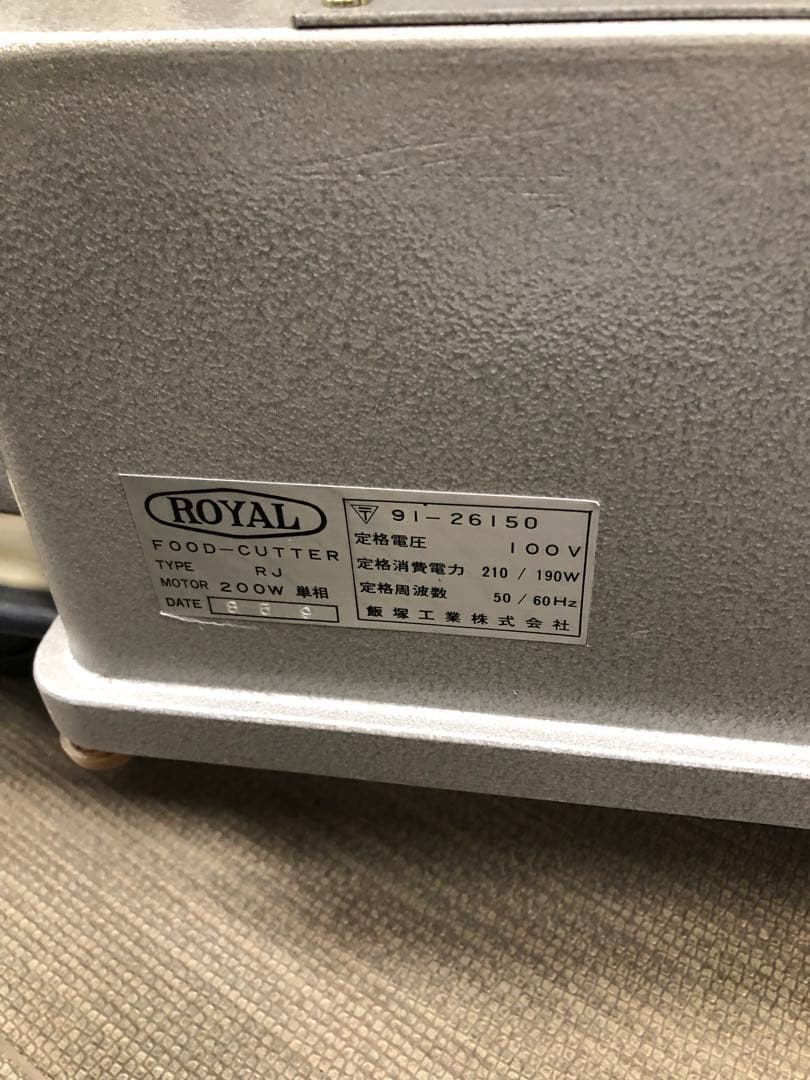 ROYAL
FOOD-CUTTER
TYPE RJ
MOTOR 200W 単相
DATE
91-26150
定格電圧 100V
定格消費電力 210 / 190W
定格周波数 50 / 60Hz
飯塚工業株式会社